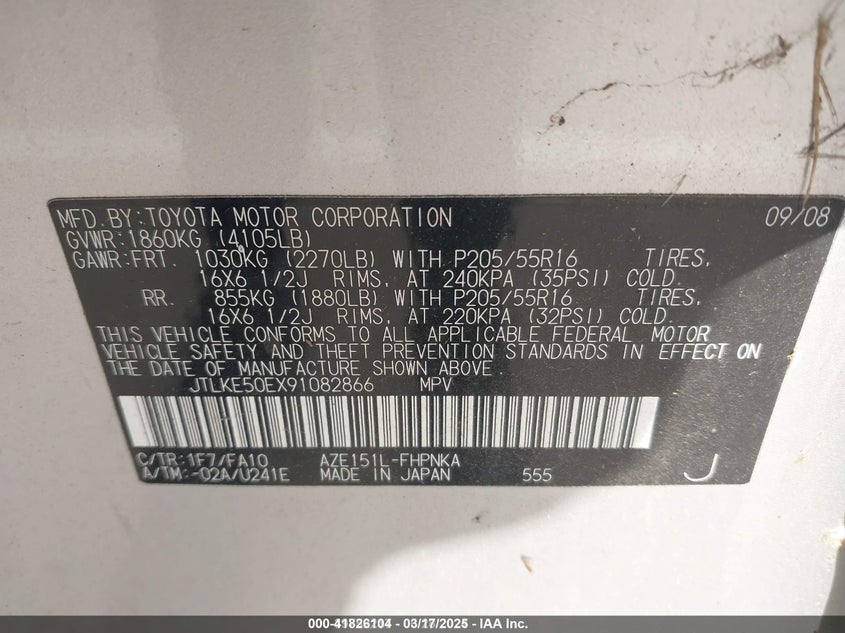 MFD.BY:TOYOTA MOTOR CORPORATION 09/08
GVWR:1860KG (4105LB)
GAWR:FRT. 1030KG (2270LB) WITH P205/55R16 TIRES,
16X6 1/2J RIMS, AT 240KPA (35PSI) COLD.
RR. 855KG (1880LB) WITH P205/55R16 TIRES,
16X6 1/2J RIMS, AT 220KPA (32PSI) COLD.
THIS VEHICLE CONFORMS TO ALL APPLICABLE FEDERAL MOTOR
VEHICLE SAFETY AND THEFT PREVENTION STANDARDS IN EFFECT ON
THE DATE OF MANUFACTURE SHOWN ABOVE.
JTLKE50EX91082866 MPV
C/TR:1F7/FA10 AZE151L-FHPNKA
A/TM:-02A/U241E MADE IN JAPAN 555 J
000-41826104 - 03/17/2025 - IAA Inc.